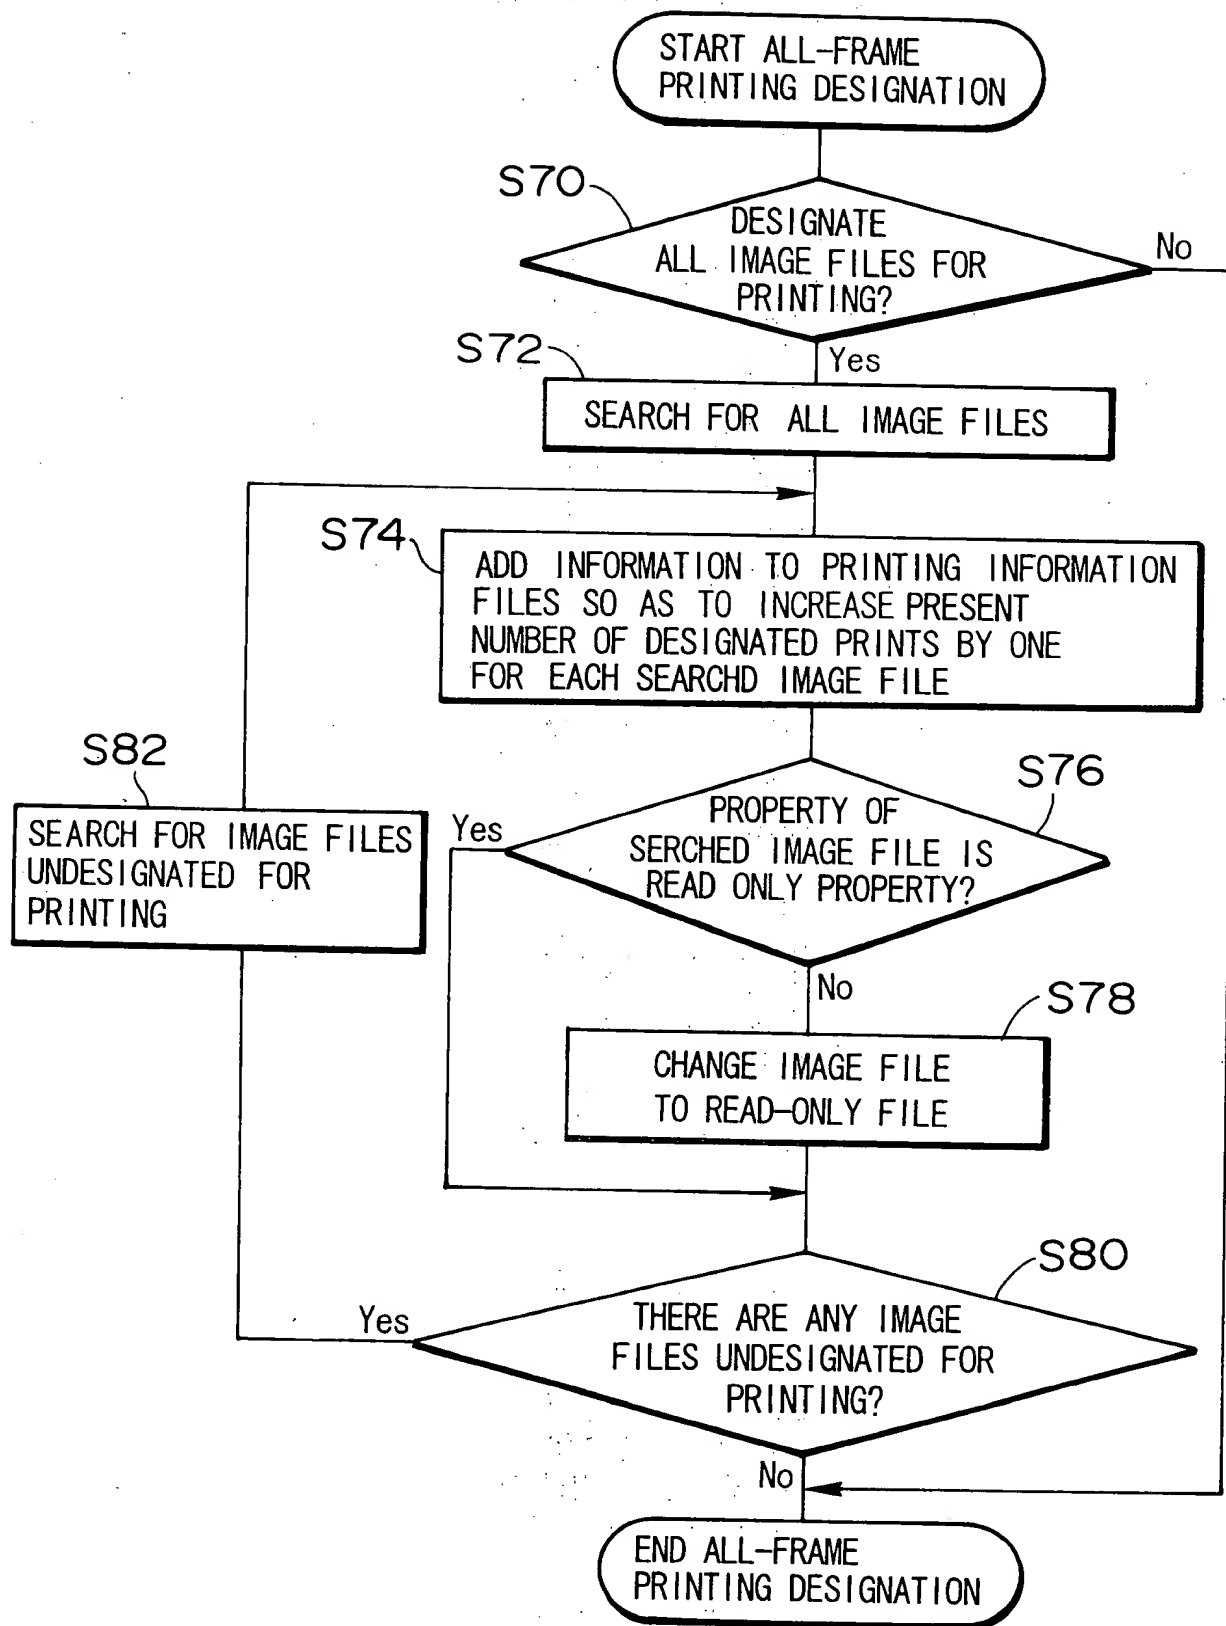 START ALL-FRAME
PRINTING DESIGNATION
S70
DESIGNATE
ALL IMAGE FILES FOR
PRINTING?
No
Yes
S72
SEARCH FOR ALL IMAGE FILES
S74
ADD INFORMATION TO PRINTING INFORMATION
FILES SO AS TO INCREASE PRESENT
NUMBER OF DESIGNATED PRINTS BY ONE
FOR EACH SEARCHD IMAGE FILE
S82
SEARCH FOR IMAGE FILES
UNDESIGNATED FOR
PRINTING
S76
Yes
PROPERTY OF
SERCHED IMAGE FILE IS
READ ONLY PROPERTY?
No
S78
CHANGE IMAGE FILE
TO READ-ONLY FILE
S80
Yes
THERE ARE ANY IMAGE
FILES UNDESIGNATED FOR
PRINTING?
No
END ALL-FRAME
PRINTING DESIGNATION